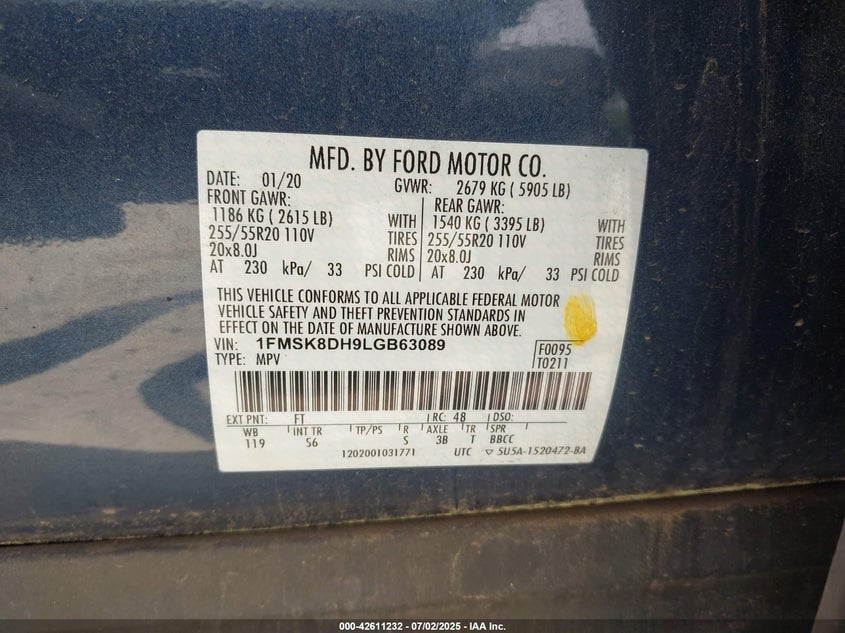 MFD. BY FORD MOTOR CO.
DATE: 01/20 GVWR: 2679 KG ( 5905 LB)
FRONT GAWR: REAR GAWR:
1186 KG ( 2615 LB) WITH 1540 KG ( 3395 LB) WITH
255/55R20 110V TIRES 255/55R20 110V TIRES
20x8.0J RIMS 20x8.0J RIMS
AT 230 kPa/ 33 PSI COLD AT 230 kPa/ 33 PSI COLD
THIS VEHICLE CONFORMS TO ALL APPLICABLE FEDERAL MOTOR
VEHICLE SAFETY AND THEFT PREVENTION STANDARDS IN
EFFECT ON THE DATE OF MANUFACTURE SHOWN ABOVE.
VIN: 1FMSK8DH9LGB63089 F0095
TYPE: MPV T0211
EXT PNT: FT RC: 48 DSO:
WB INT TR TP/PS R AXLE TR SPR
119 S6 S 3B T BBCC
1202001031771 UTC ▽ 5U5A-1520472-BA
000-42611232 - 07/02/2025 - IAA Inc.